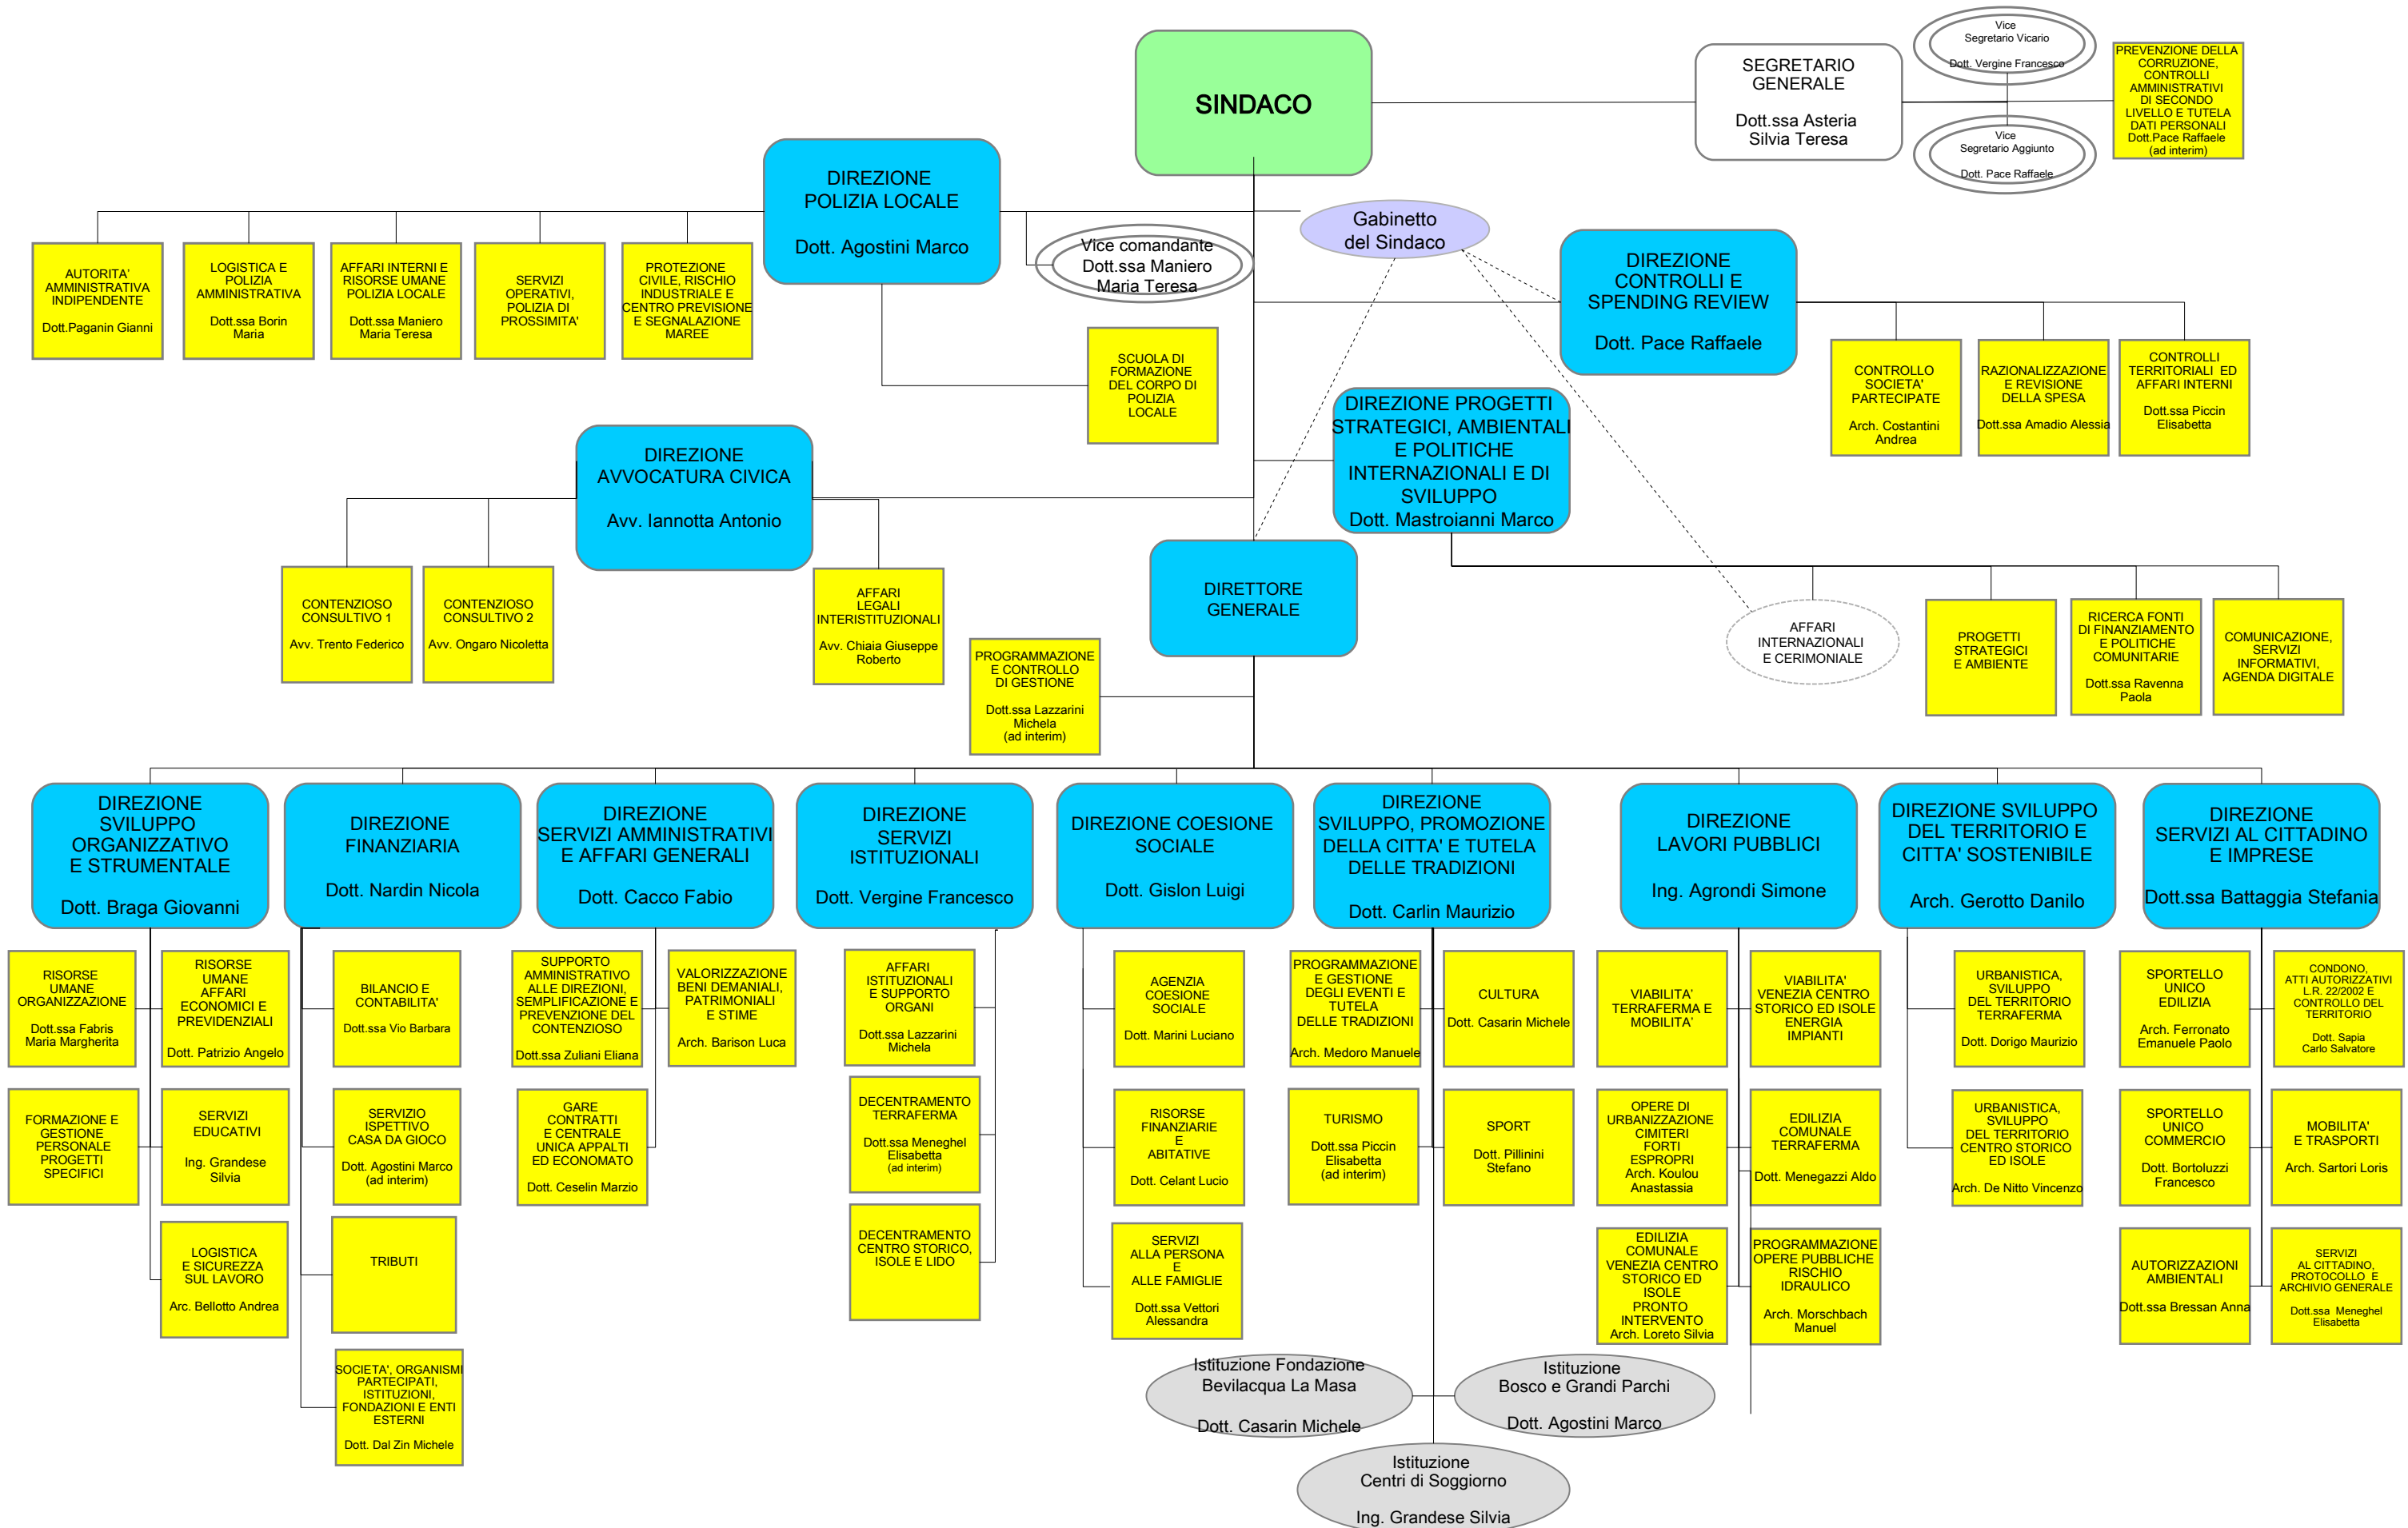 SINDACO
SEGRETARIO
GENERALE
Dott.ssa Asteria
Silvia Teresa
Vice
Segretario Vicario
Dott. Vergine Francesco
Vice
Segretario Aggiunto
Dott. Pace Raffaele
PREVENZIONE DELLA
CORRUZIONE,
CONTROLLI
AMMINISTRATIVI
DI SECONDO
LIVELLO E TUTELA
DATI PERSONALI
Dott.Pace Raffaele
(ad interim)
DIREZIONE
POLIZIA LOCALE
Dott. Agostini Marco
Vice comandante
Dott.ssa Maniero
Maria Teresa
Gabinetto
del Sindaco
DIREZIONE
CONTROLLI E
SPENDING REVIEW
Dott. Pace Raffaele
AUTORITA'
AMMINISTRATIVA
INDIPENDENTE
Dott.Paganin Gianni
LOGISTICA E
POLIZIA
AMMINISTRATIVA
Dott.ssa Borin
Maria
AFFARI INTERNI E
RISORSE UMANE
POLIZIA LOCALE
Dott.ssa Maniero
Maria Teresa
SERVIZI
OPERATIVI,
POLIZIA DI
PROSSIMITA'
PROTEZIONE
CIVILE, RISCHIO
INDUSTRIALE E
CENTRO PREVISIONE
E SEGNALAZIONE
MAREE
SCUOLA DI
FORMAZIONE
DEL CORPO DI
POLIZIA
LOCALE
CONTROLLO
SOCIETA'
PARTECIPATE
Arch. Costantini
Andrea
RAZIONALIZZAZIONE
E REVISIONE
DELLA SPESA
Dott.ssa Amadio Alessia
CONTROLLI
TERRITORIALI ED
AFFARI INTERNI
Dott.ssa Piccin
Elisabetta
DIREZIONE PROGETTI
STRATEGICI, AMBIENTALI
E POLITICHE
INTERNAZIONALI E DI
SVILUPPO
Dott. Mastroianni Marco
DIREZIONE
AVVOCATURA CIVICA
Avv. Iannotta Antonio
CONTENZIOSO
CONSULTIVO 1
Avv. Trento Federico
CONTENZIOSO
CONSULTIVO 2
Avv. Ongaro Nicoletta
AFFARI
LEGALI
INTERISTITUZIONALI
Avv. Chiaia Giuseppe
Roberto
DIRETTORE
GENERALE
PROGRAMMAZIONE
E CONTROLLO
DI GESTIONE
Dott.ssa Lazzarini
Michela
(ad interim)
AFFARI
INTERNAZIONALI
E CERIMONIALE
PROGETTI
STRATEGICI
E AMBIENTE
RICERCA FONTI
DI FINANZIAMENTO
E POLITICHE
COMUNITARIE
Dott.ssa Ravenna
Paola
COMUNICAZIONE,
SERVIZI
INFORMATIVI,
AGENDA DIGITALE
DIREZIONE
SVILUPPO
ORGANIZZATIVO
E STRUMENTALE
Dott. Braga Giovanni
DIREZIONE
FINANZIARIA
Dott. Nardin Nicola
DIREZIONE
SERVIZI AMMINISTRATIVI
E AFFARI GENERALI
Dott. Cacco Fabio
DIREZIONE
SERVIZI
ISTITUZIONALI
Dott. Vergine Francesco
DIREZIONE COESIONE
SOCIALE
Dott. Gislon Luigi
DIREZIONE
SVILUPPO, PROMOZIONE
DELLA CITTA' E TUTELA
DELLE TRADIZIONI
Dott. Carlin Maurizio
DIREZIONE
LAVORI PUBBLICI
Ing. Agrondi Simone
DIREZIONE SVILUPPO
DEL TERRITORIO E
CITTA' SOSTENIBILE
Arch. Gerotto Danilo
DIREZIONE
SERVIZI AL CITTADINO
E IMPRESE
Dott.ssa Battaggia Stefania
RISORSE
UMANE
ORGANIZZAZIONE
Dott.ssa Fabris
Maria Margherita
RISORSE
UMANE
AFFARI
ECONOMICI E
PREVIDENZIALI
Dott. Patrizio Angelo
FORMAZIONE E
GESTIONE
PERSONALE
PROGETTI
SPECIFICI
SERVIZI
EDUCATIVI
Ing. Grandese
Silvia
LOGISTICA
E SICUREZZA
SUL LAVORO
Arc. Bellotto Andrea
BILANCIO E
CONTABILITA'
Dott.ssa Vio Barbara
SERVIZIO
ISPETTIVO
CASA DA GIOCO
Dott. Agostini Marco
(ad interim)
TRIBUTI
SOCIETA', ORGANISMI
PARTECIPATI,
ISTITUZIONI,
FONDAZIONI E ENTI
ESTERNI
Dott. Dal Zin Michele
SUPPORTO
AMMINISTRATIVO
ALLE DIREZIONI,
SEMPLIFICAZIONE E
PREVENZIONE DEL
CONTENZIOSO
Dott.ssa Zuliani Eliana
VALORIZZAZIONE
BENI DEMANIALI,
PATRIMONIALI
E STIME
Arch. Barison Luca
GARE
CONTRATTI
E CENTRALE
UNICA APPALTI
ED ECONOMATO
Dott. Ceselin Marzio
AFFARI
ISTITUZIONALI
E SUPPORTO
ORGANI
Dott.ssa Lazzarini
Michela
DECENTRAMENTO
TERRAFERMA
Dott.ssa Meneghel
Elisabetta
(ad interim)
DECENTRAMENTO
CENTRO STORICO,
ISOLE E LIDO
AGENZIA
COESIONE
SOCIALE
Dott. Marini Luciano
RISORSE
FINANZIARIE
E
ABITATIVE
Dott. Celant Lucio
SERVIZI
ALLA PERSONA
E
ALLE FAMIGLIE
Dott.ssa Vettori
Alessandra
PROGRAMMAZIONE
E GESTIONE
DEGLI EVENTI E
TUTELA
DELLE TRADIZIONI
Arch. Medoro Manuele
CULTURA
Dott. Casarin Michele
TURISMO
Dott.ssa Piccin
Elisabetta
(ad interim)
SPORT
Dott. Pillinini
Stefano
VIABILITA'
TERRAFERMA E
MOBILITA'
VIABILITA'
VENEZIA CENTRO
STORICO ED ISOLE
ENERGIA
IMPIANTI
OPERE DI
URBANIZZAZIONE
CIMITERI
FORTI
ESPROPRI
Arch. Koulou
Anastassia
EDILIZIA
COMUNALE
TERRAFERMA
Dott. Menegazzi Aldo
EDILIZIA
COMUNALE
VENEZIA CENTRO
STORICO ED
ISOLE
PRONTO
INTERVENTO
Arch. Loreto Silvia
PROGRAMMAZIONE
OPERE PUBBLICHE
RISCHIO
IDRAULICO
Arch. Morschbach
Manuel
URBANISTICA,
SVILUPPO
DEL TERRITORIO
TERRAFERMA
Dott. Dorigo Maurizio
URBANISTICA,
SVILUPPO
DEL TERRITORIO
CENTRO STORICO
ED ISOLE
Arch. De Nitto Vincenzo
SPORTELLO
UNICO
EDILIZIA
Arch. Ferronato
Emanuele Paolo
CONDONO,
ATTI AUTORIZZATIVI
L.R. 22/2002 E
CONTROLLO DEL
TERRITORIO
Dott. Sapia
Carlo Salvatore
SPORTELLO
UNICO
COMMERCIO
Dott. Bortoluzzi
Francesco
MOBILITA'
E TRASPORTI
Arch. Sartori Loris
AUTORIZZAZIONI
AMBIENTALI
Dott.ssa Bressan Anna
SERVIZI
AL CITTADINO,
PROTOCOLLO E
ARCHIVIO GENERALE
Dott.ssa Meneghel
Elisabetta
Istituzione Fondazione
Bevilacqua La Masa
Dott. Casarin Michele
Istituzione
Bosco e Grandi Parchi
Dott. Agostini Marco
Istituzione
Centri di Soggiorno
Ing. Grandese Silvia